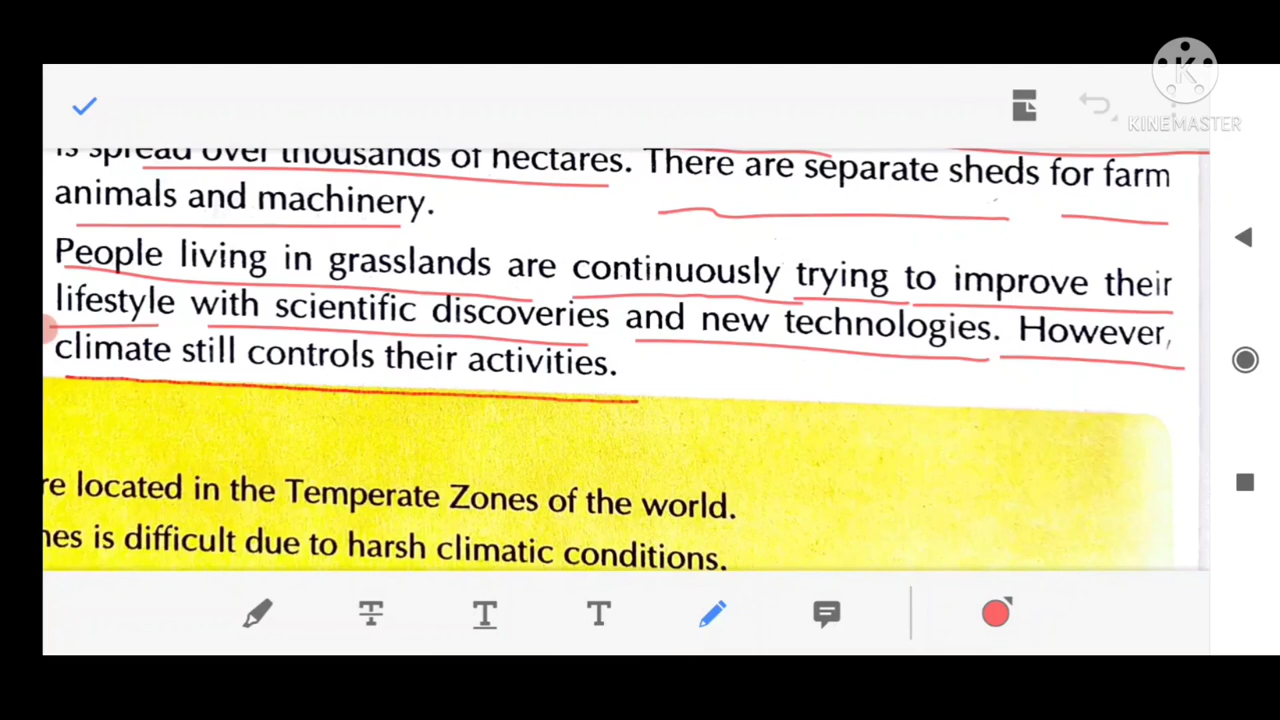 K
KINEMASTER
is spread over thousands of hectares. There are separate sheds for farm
animals and machinery.
People living in grasslands are continuously trying to improve their
lifestyle with scientific discoveries and new technologies. However,
climate still controls their activities.
located in the Temperate Zones of the world.
is difficult due to harsh climatic conditions.
T
T
T